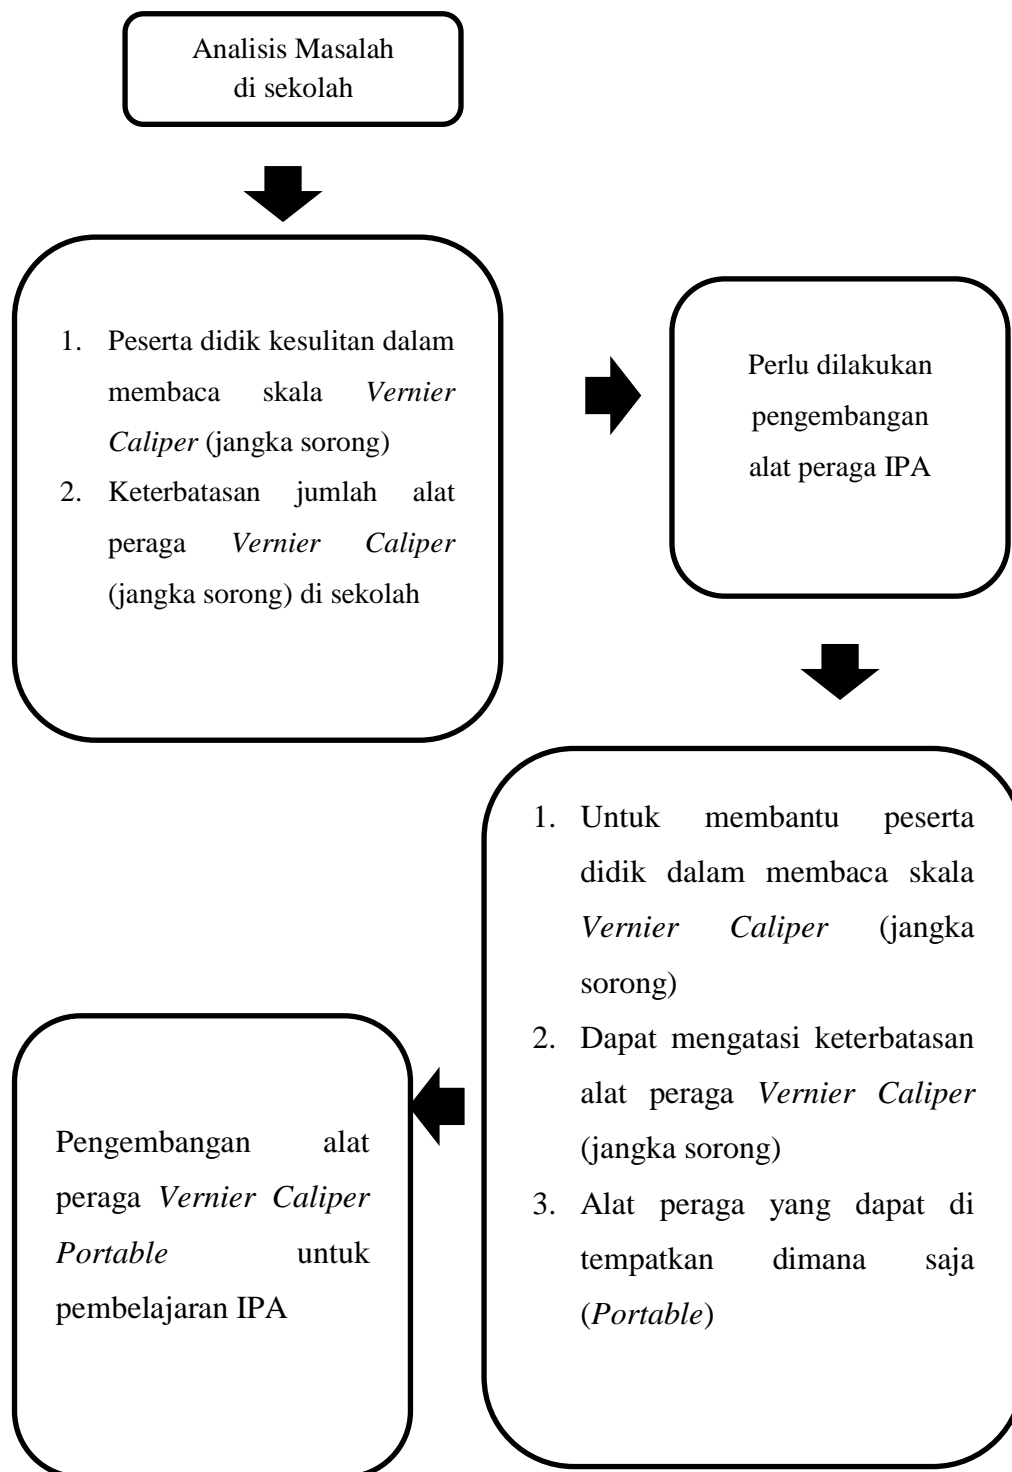 Analisis Masalah
di sekolah
1. Peserta didik kesulitan dalam
membaca skala Vernier
Caliper (jangka sorong)
2. Keterbatasan jumlah alat
peraga Vernier Caliper
(jangka sorong) di sekolah
Perlu dilakukan
pengembangan
alat peraga IPA
1. Untuk membantu peserta
didik dalam membaca skala
Vernier Caliper (jangka
sorong)
2. Dapat mengatasi keterbatasan
alat peraga Vernier Caliper
(jangka sorong)
3. Alat peraga yang dapat di
tempatkan dimana saja
(Portable)
Pengembangan alat
peraga Vernier Caliper
Portable untuk
pembelajaran IPA